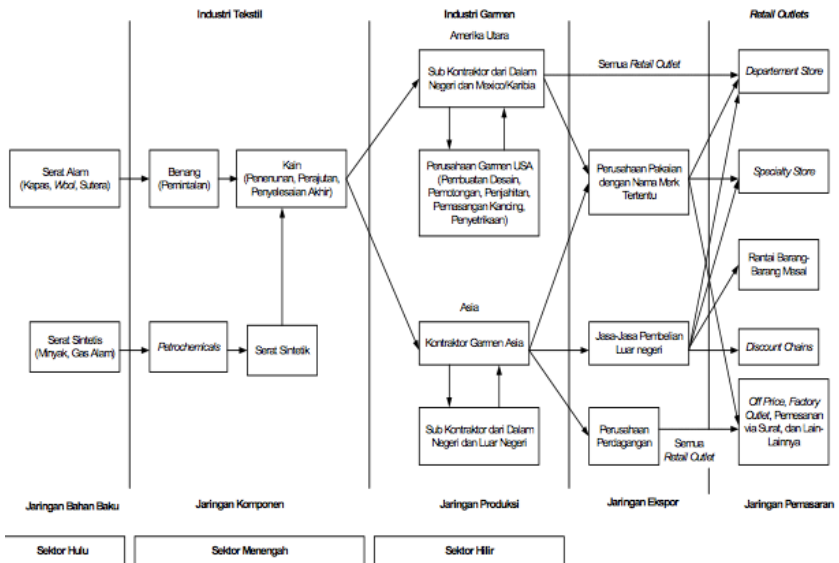 Industri Tekstil
Industri Garmen
Retail Outlets
Amerika Utara
Sub Kontraktor dari Dalam
Negeri dan Mexico/Karibia
Semua Retail Outlet
Departement Store
Serat Alam
(Kapas, Wool, Sutera)
Benang
(Pemintalan)
Kain
(Penenunan, Perajutan,
Penyelesaian Akhir)
Perusahaan Garmen USA
(Pembuatan Desain,
Pemotongan, Penjahitan,
Pemasangan Kancing,
Penyetrikaan)
Perusahaan Pakaian
dengan Nama Merk
Tertentu
Specialty Store
Rantai Barang-
Barang Masal
Asia
Serat Sintetis
(Minyak, Gas Alam)
Petrochemicals
Serat Sintetik
Kontraktor Garmen Asia
Jasa-Jasa Pembelian
Luar negeri
Discount Chains
Sub Kontraktor dari Dalam
Negeri dan Luar Negeri
Perusahaan
Perdagangan
Semua
Retail Outlet
Off Price, Factory
Outlet, Pemesanan
via Surat, dan Lain-
Lainnya
Jaringan Bahan Baku
Jaringan Komponen
Jaringan Produksi
Jaringan Ekspor
Jaringan Pemasaran
Sektor Hulu
Sektor Menengah
Sektor Hilir